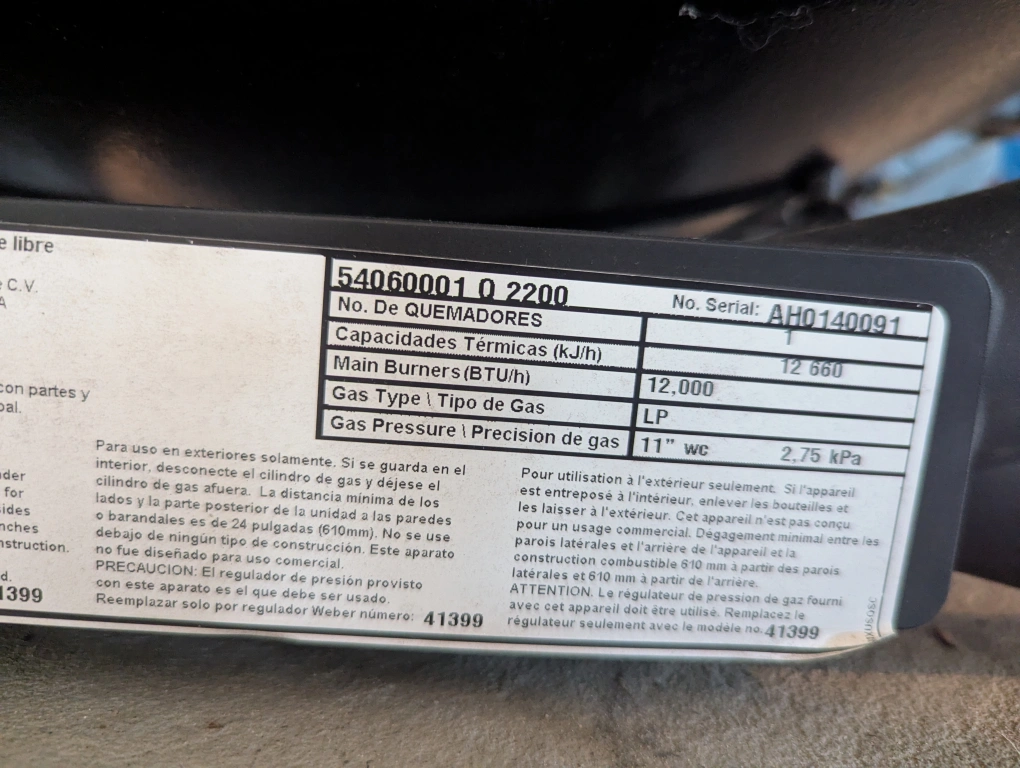 e libre
C.V.
A
con partes y
pal.
54060001 Q 2200 No. Serial: AH0140091
No. De QUEMADORES 1
Capacidades Térmicas (kJ/h) 12 660
Main Burners (BTU/h) 12,000
Gas Type \ Tipo de Gas LP
Gas Pressure \ Precision de gas 11” wc 2,75 kPa
nder
for
sides
nches
nstruction.
d.
1399
Para uso en exteriores solamente. Si se guarda en el
interior, desconecte el cilindro de gas y déjese el
cilindro de gas afuera. La distancia mínima de los
lados y la parte posterior de la unidad a las paredes
o barandales es de 24 pulgadas (610mm). No se use
debajo de ningún tipo de construcción. Este aparato
no fue diseñado para uso comercial.
PRECAUCION: El regulador de presión provisto
con este aparato es el que debe ser usado.
Reemplazar solo por regulador Weber número: 41399
Pour utilisation à l'extérieur seulement. Si l'appareil
est entreposé à l'intérieur, enlever les bouteilles et
les laisser à l'extérieur. Cet appareil n'est pas conçu
pour un usage commercial. Dégagement minimal entre les
parois latérales et l'arrière de l'appareil et la
construction combustible 610 mm à partir des parois
latérales et 610 mm à partir de l'arrière.
ATTENTION. Le régulateur de pression de gaz fourni
avec cet appareil doit être utilisé. Remplacez le
régulateur seulement avec le modèle no. 41399